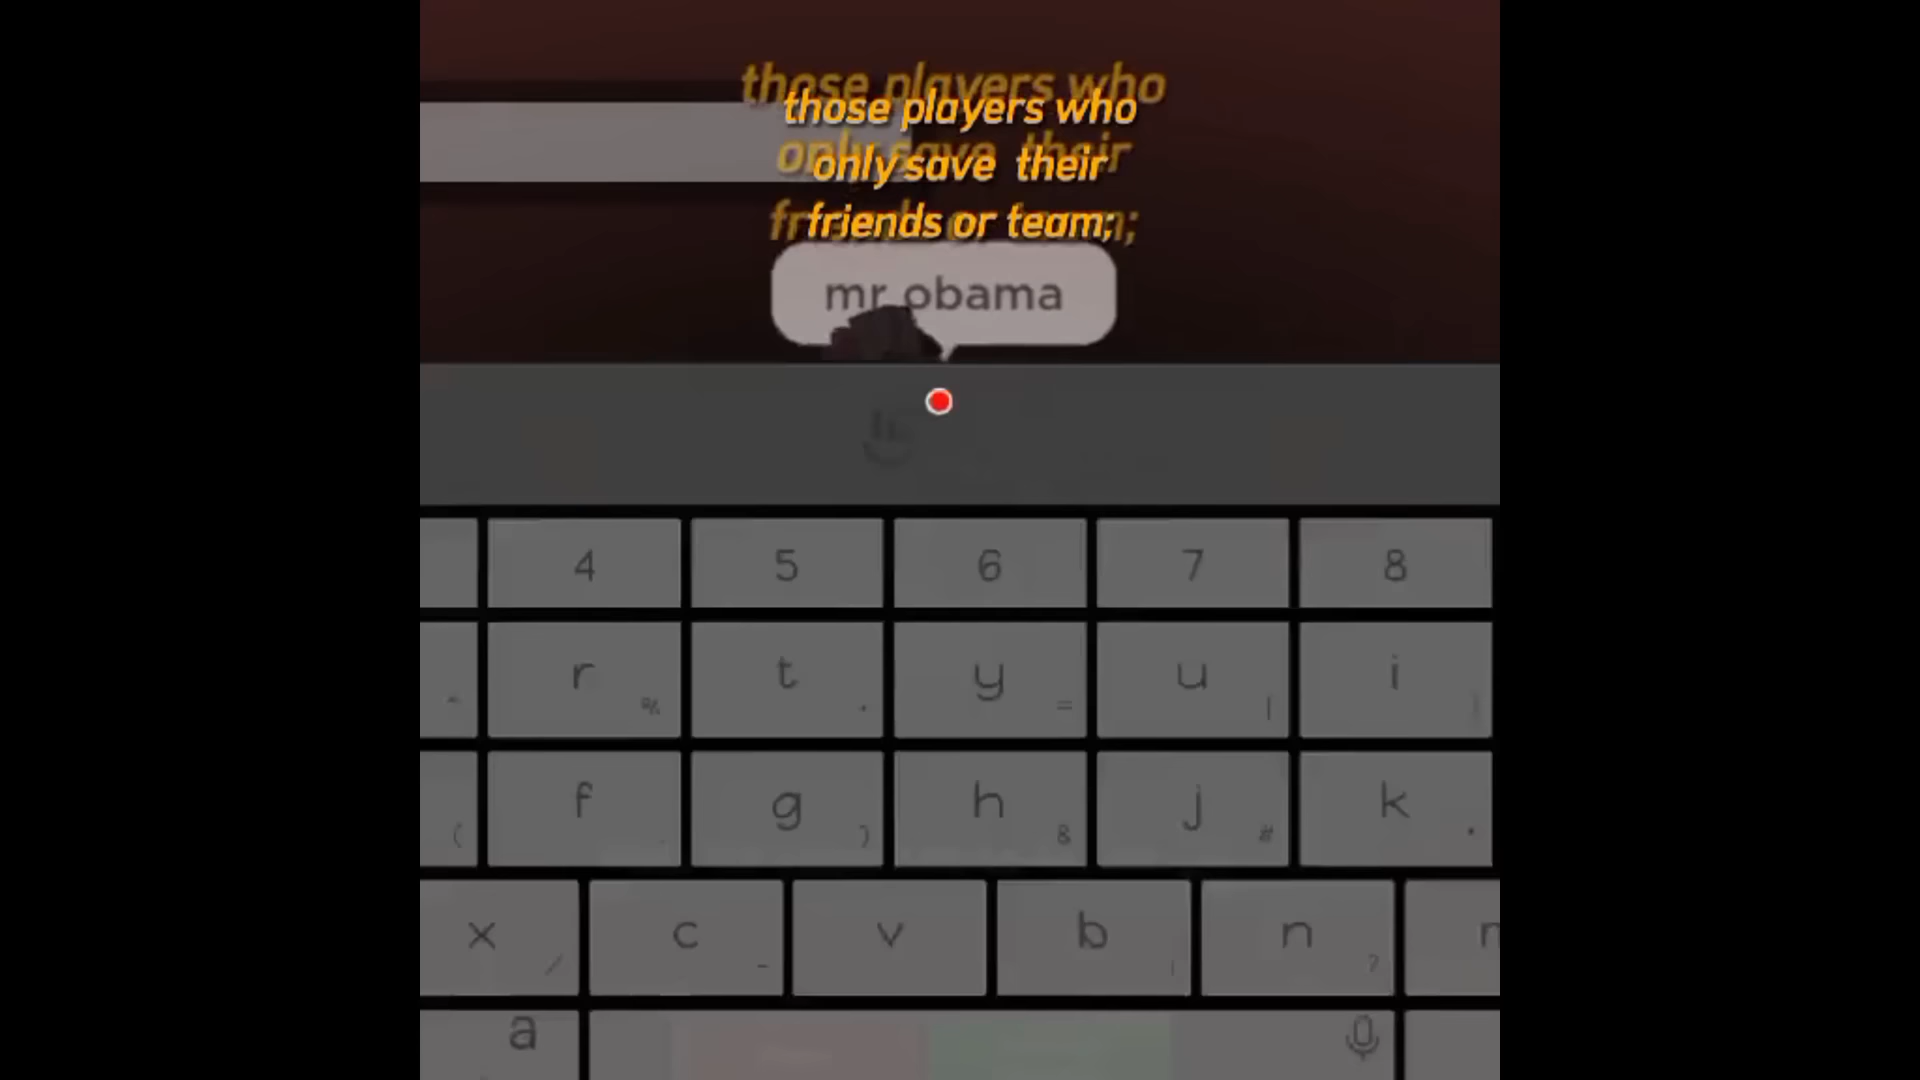 those players who
only save their
friends or team;
mr obama
4 5 6 7 8
r % t y = u | i
( f g ) h & j # k
x / c - v b n ?
a